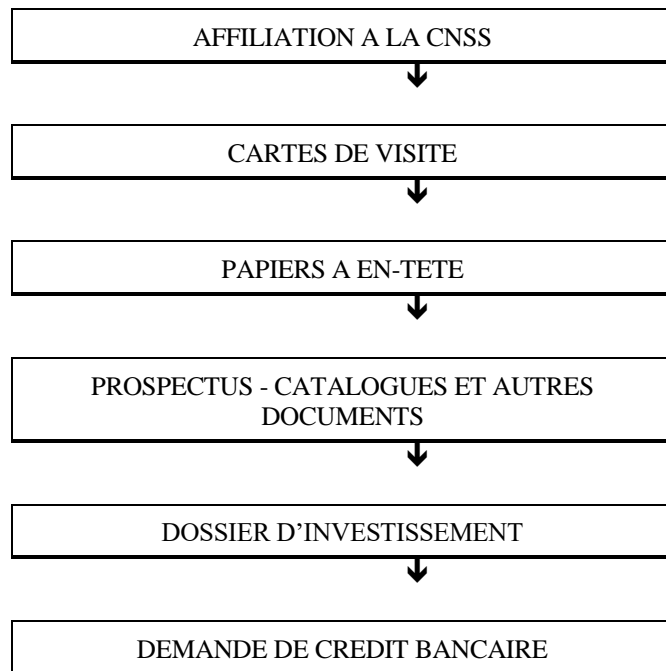 AFFILIATION A LA CNSS
CARTES DE VISITE
PAPIERS A EN-TETE
PROSPECTUS - CATALOGUES ET AUTRES
DOCUMENTS
DOSSIER D’INVESTISSEMENT
DEMANDE DE CREDIT BANCAIRE